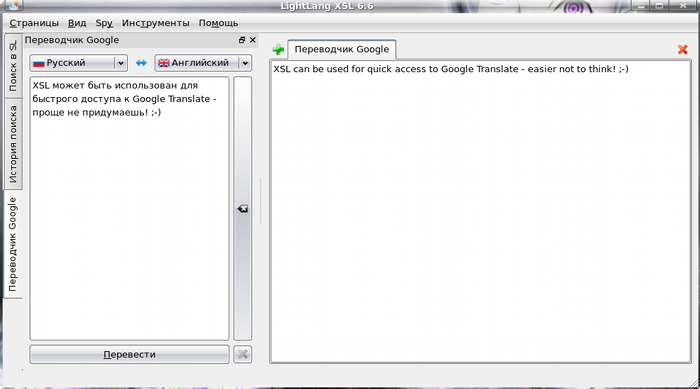 LightLang XSL 6.6
Страницы Вид Spy Инструменты Помощь
Переводчик Google
Русский
Английский
XSL может быть использован для
быстрого доступа к Google Translate -
проще не придумаешь! ;-)
Перевести
Поиск в SL
История поиска
Переводчик Google
Переводчик Google
XSL can be used for quick access to Google Translate - easier not to think! ;-)